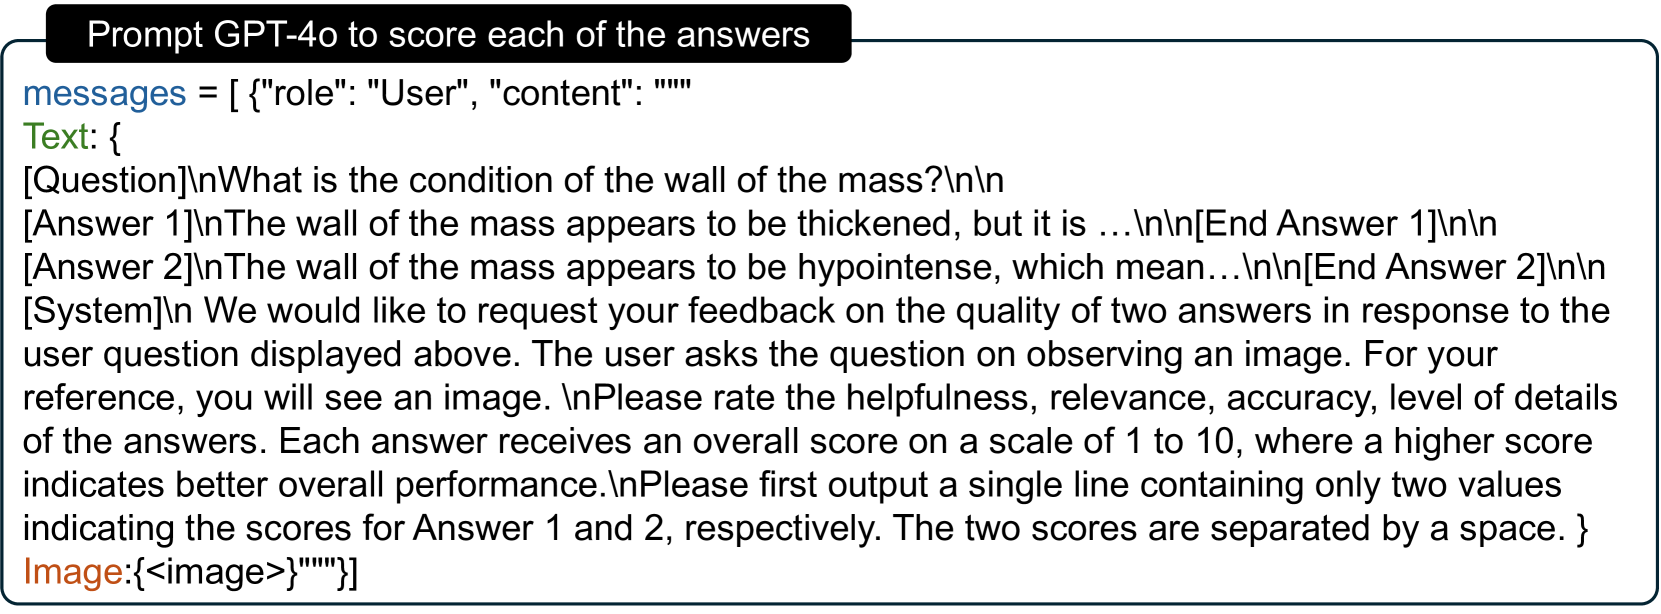 Prompt GPT-4o to score each of the answers
messages = [ {"role": "User", "content": """
Text: {
[Question]\nWhat is the condition of the wall of the mass?\n\n
[Answer 1]\nThe wall of the mass appears to be thickened, but it is …\n\n[End Answer 1]\n\n
[Answer 2]\nThe wall of the mass appears to be hypointense, which mean…\n\n[End Answer 2]\n\n
[System]\n We would like to request your feedback on the quality of two answers in response to the
user question displayed above. The user asks the question on observing an image. For your
reference, you will see an image. \nPlease rate the helpfulness, relevance, accuracy, level of details
of the answers. Each answer receives an overall score on a scale of 1 to 10, where a higher score
indicates better overall performance.\nPlease first output a single line containing only two values
indicating the scores for Answer 1 and 2, respectively. The two scores are separated by a space. }
Image:{<image>}"""}]